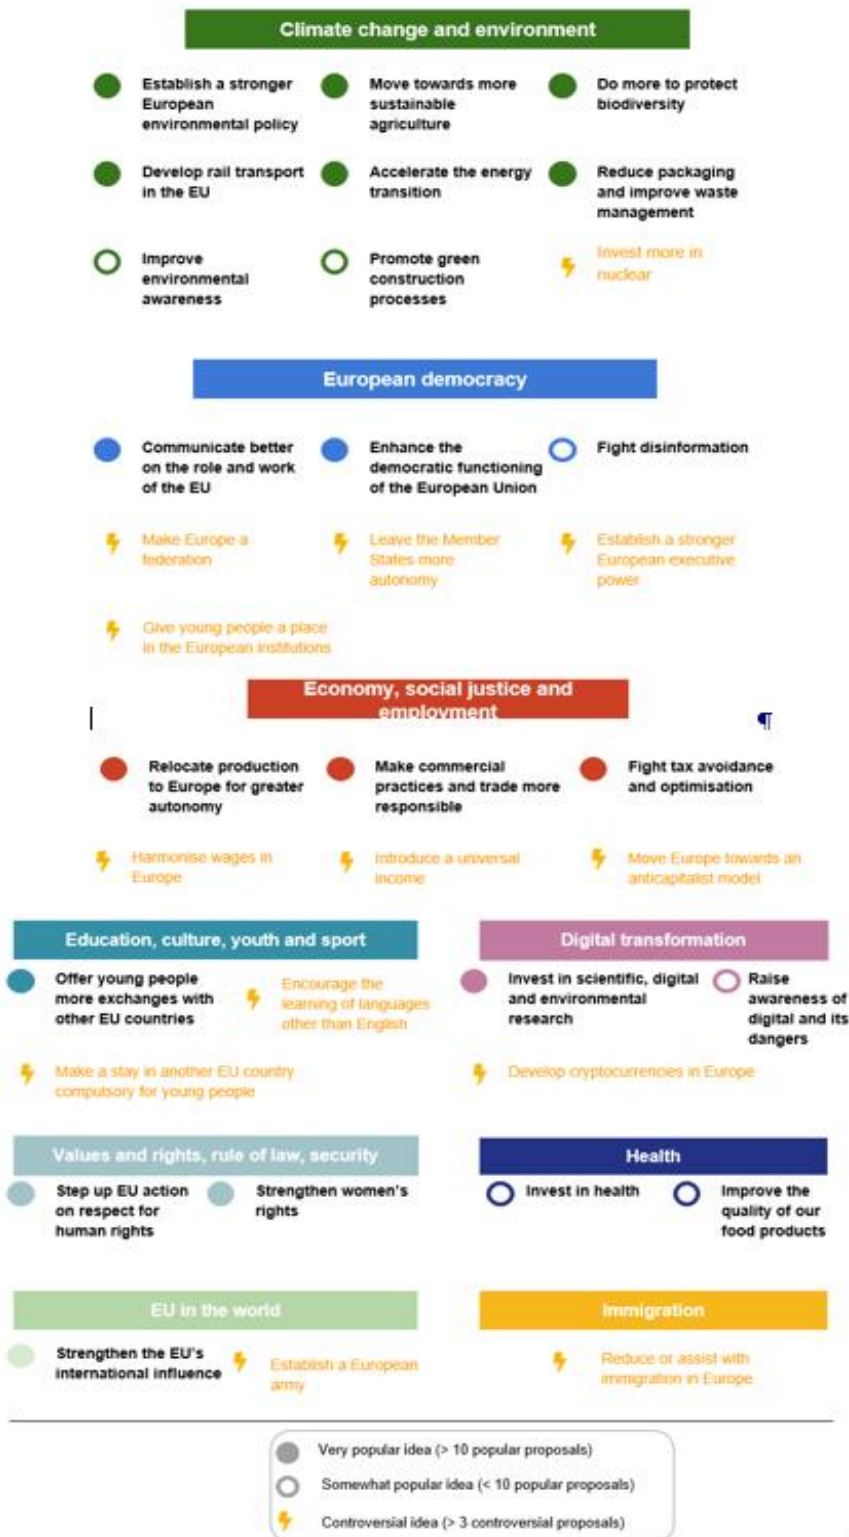 Climate change and environment
Establish a stronger
European
environmental policy
Move towards more
sustainable
agriculture
Do more to protect
biodiversity
Develop rail transport
in the EU
Accelerate the energy
transition
Reduce packaging
and improve waste
management
Improve
environmental
awareness
Promote green
construction
processes
Invest more in
nuclear
European democracy
Communicate better
on the role and work
of the EU
Enhance the
democratic functioning
of the European Union
Fight disinformation
Make Europe a
federation
Leave the Member
States more
autonomy
Establish a stronger
European executive
power
Give young people a place
in the European institutions
Economy, social justice and
employment
¶
Relocate production
to Europe for greater
autonomy
Make commercial
practices and trade more
responsible
Fight tax avoidance
and optimisation
Harmonise wages in
Europe
Introduce a universal
income
Move Europe towards an
anticapitalist model
Education, culture, youth and sport
Offer young people
more exchanges with
other EU countries
Encourage the
learning of languages
other than English
Make a stay in another EU country
compulsory for young people
Digital transformation
Invest in scientific, digital
and environmental
research
Raise
awareness of
digital and its
dangers
Develop cryptocurrencies in Europe
Values and rights, rule of law, security
Step up EU action
on respect for
human rights
Strengthen women's
rights
Health
Invest in health
Improve the
quality of our
food products
EU in the world
Strengthen the EU's
international influence
Establish a European
army
Immigration
Reduce or assist with
immigration in Europe
Very popular idea (> 10 popular proposals)
Somewhat popular idea (< 10 popular proposals)
Controversial idea (> 3 controversial proposals)